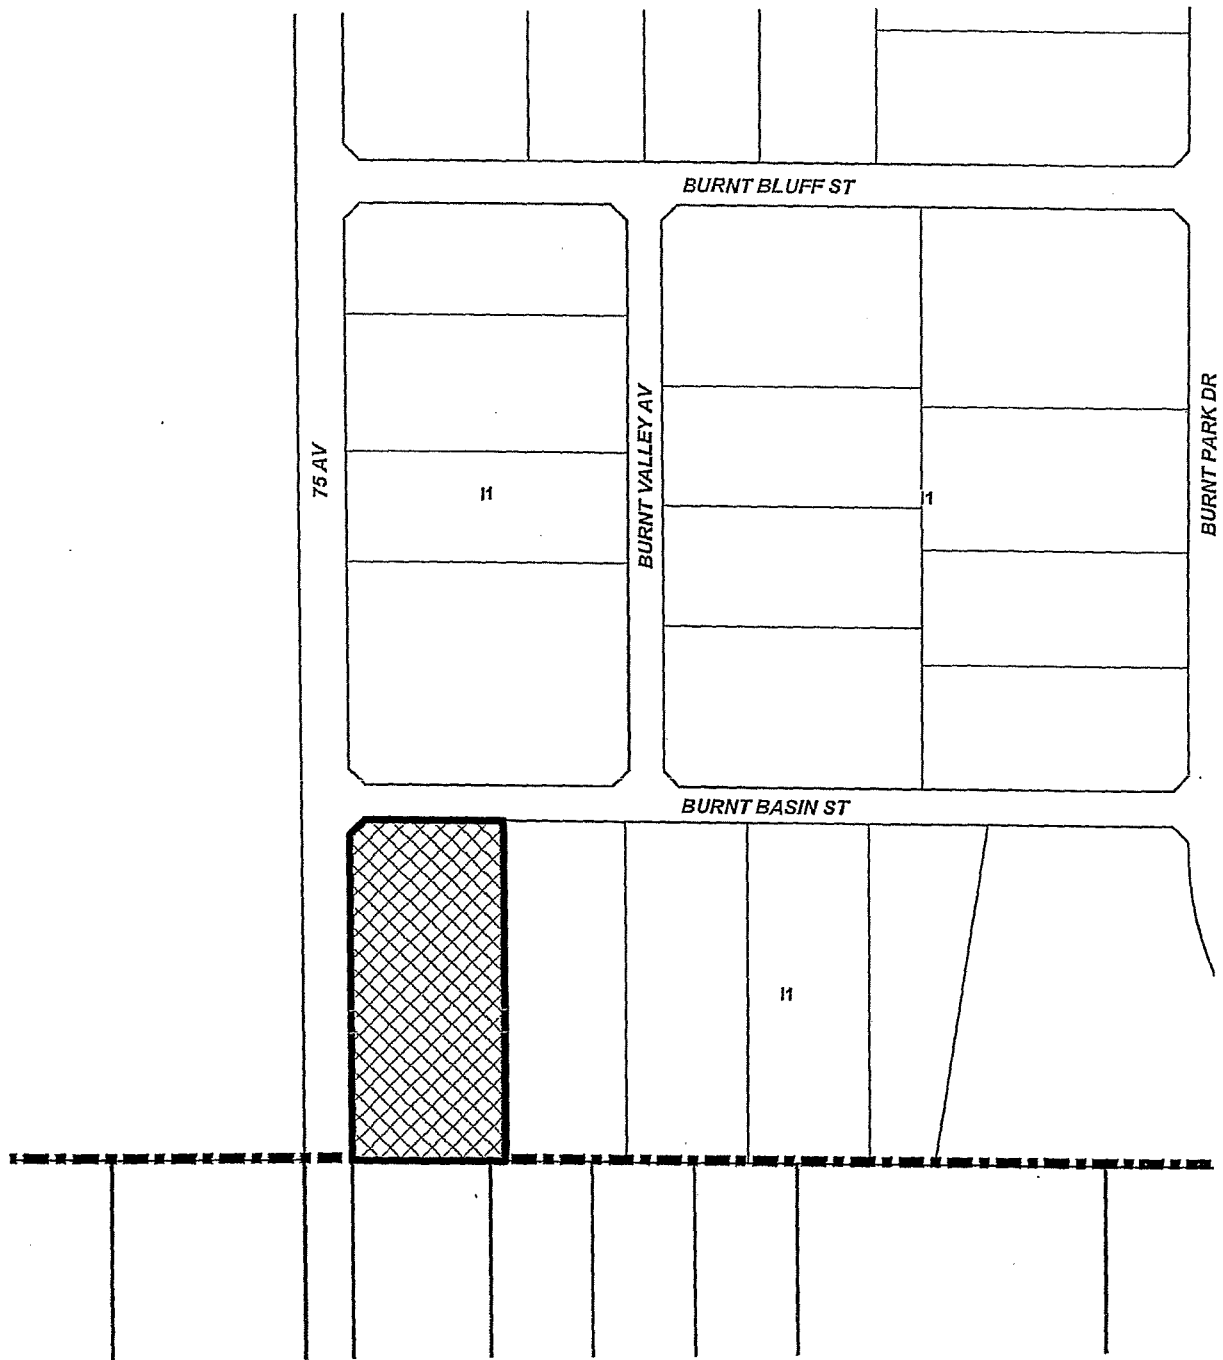 BURNT BLUFF ST
75 AV
I1
BURNT VALLEY AV
I1
BURNT PARK DR
BURNT BASIN ST
I1